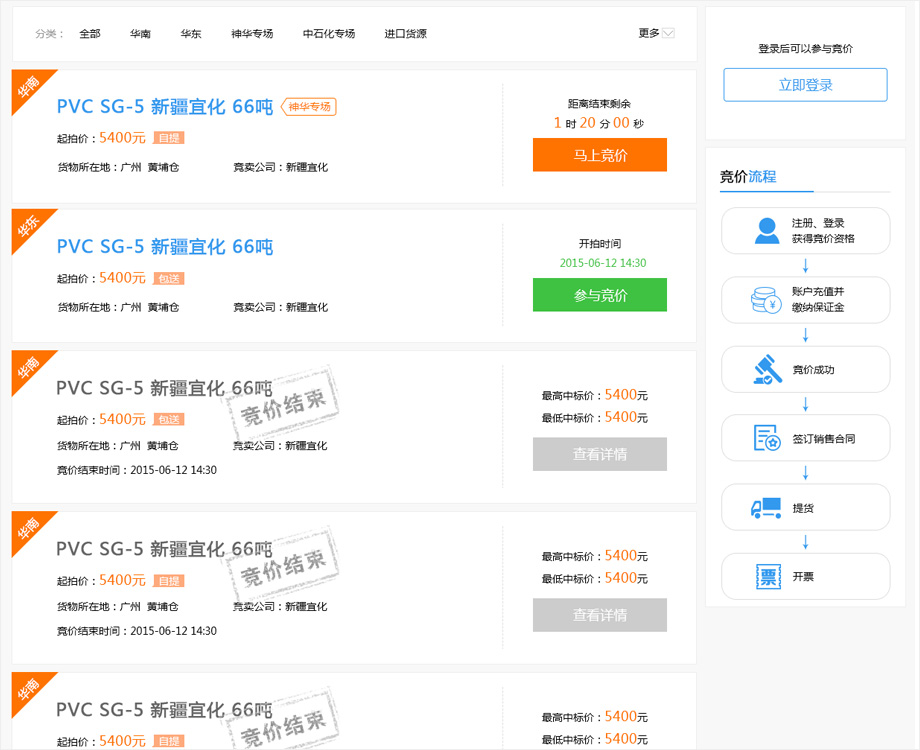 分类： 全部 华南 华东 神华专场 中石化专场 进口货源 更多
华南
PVC SG-5 新疆宜化 66吨 神华专场
起拍价：5400元 自提
货物所在地：广州 黄埔仓 竞卖公司：新疆宜化
距离结束剩余
1 时 20 分 00 秒
马上竞价
华东
PVC SG-5 新疆宜化 66吨
起拍价：5400元 包送
货物所在地：广州 黄埔仓 竞卖公司：新疆宜化
开拍时间
2015-06-12 14:30
参与竞价
华南
PVC SG-5 新疆宜化 66吨
起拍价：5400元 包送
货物所在地：广州 黄埔仓 竞卖公司：新疆宜化
竞价结束时间：2015-06-12 14:30
竞价结束
最高中标价：5400元
最低中标价：5400元
查看详情
华南
PVC SG-5 新疆宜化 66吨
起拍价：5400元 自提
货物所在地：广州 黄埔仓 竞卖公司：新疆宜化
竞价结束时间：2015-06-12 14:30
竞价结束
最高中标价：5400元
最低中标价：5400元
查看详情
华南
PVC SG-5 新疆宜化 66吨
起拍价：5400元 自提
竞价结束
最高中标价：5400元
最低中标价：5400元
登录后可以参与竞价
立即登录
竞价流程
注册、登录
获得竞价资格
账户充值并
缴纳保证金
竞价成功
签订销售合同
提货
票
开票